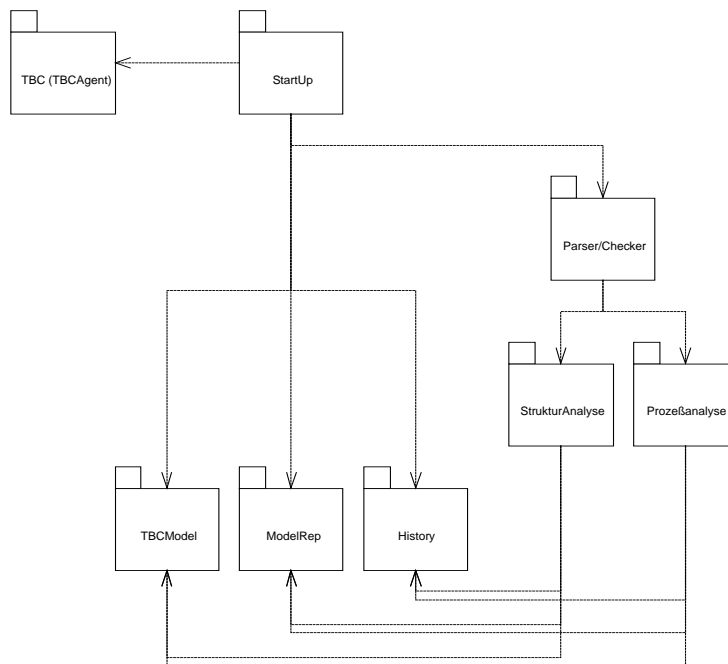 TBC (TBCAgent)
StartUp
Parser/Checker
StrukturAnalyse
Prozeßanalyse
TBCModel
ModelRep
History